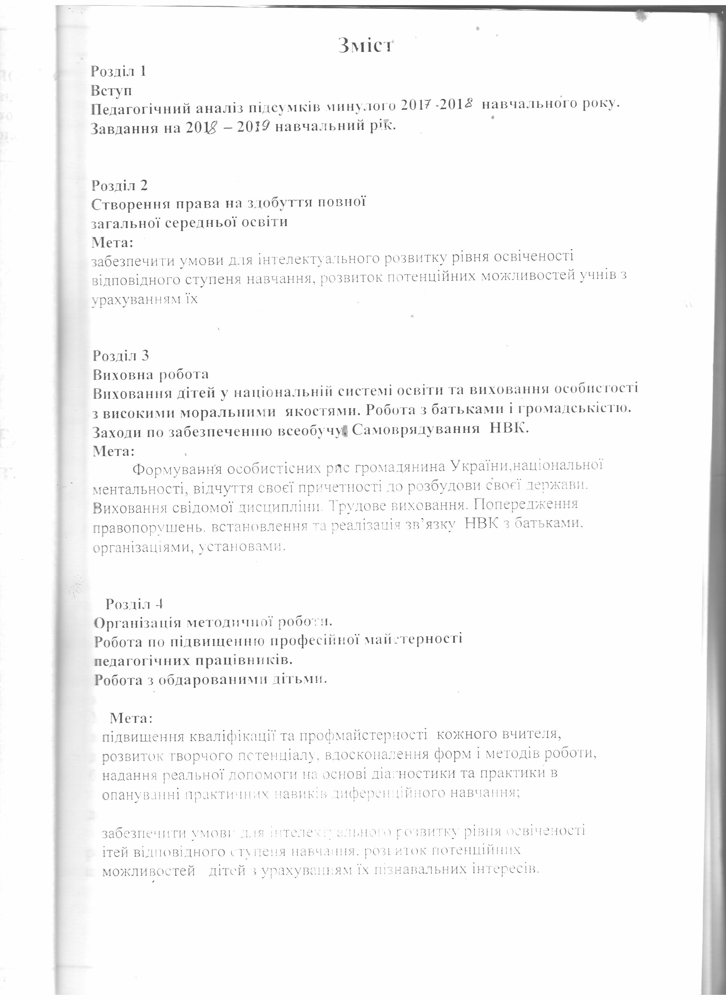 Зміст
Розділ 1
Вступ
Педагогічний аналіз підсумків минулого 2017 -2018 навчального року.
Завдання на 2018 – 2019 навчальний рік.
Розділ 2
Створення права на здобуття повної
загальної середньої освіти
Мета:
забезпечити умови для інтелектуального розвитку рівня освіченості
відповідного ступеня навчання, розвиток потенційних можливостей учнів з
урахуванням їх
Розділ 3
Виховна робота
Виховання дітей у національній системі освіти та виховання особистості
з високими моральними якостями. Робота з батьками і громадськістю.
Заходи по забезпеченню всеобучу. Самоврядування НВК.
Мета:
Формування особистісних рис громадянина України,національної
ментальності, відчуття своєї причетності до розбудови своєї держави.
Виховання свідомої дисципліни. Трудове виховання. Попередження
правопорушень. встановлення та реалізація зв’язку НВК з батьками,
організаціями, установами.
Розділ 4
Організація методичної роботи.
Робота по підвищенню професійної майстерності
педагогічних працівників.
Робота з обдарованими дітьми.
Мета:
підвищення кваліфікації та профмайстерності кожного вчителя,
розвиток творчого потенціалу, вдосконалення форм і методів роботи,
надання реальної допомоги на основі діагностики та практики в
опануванні практичних навиків диференційного навчання;
забезпечити умови для інтелектуального розвитку рівня освіченості
ітей відповідного ступеня навчання. розвиток потенційних
можливостей дітей з урахуванням їх пізнавальних інтересів.